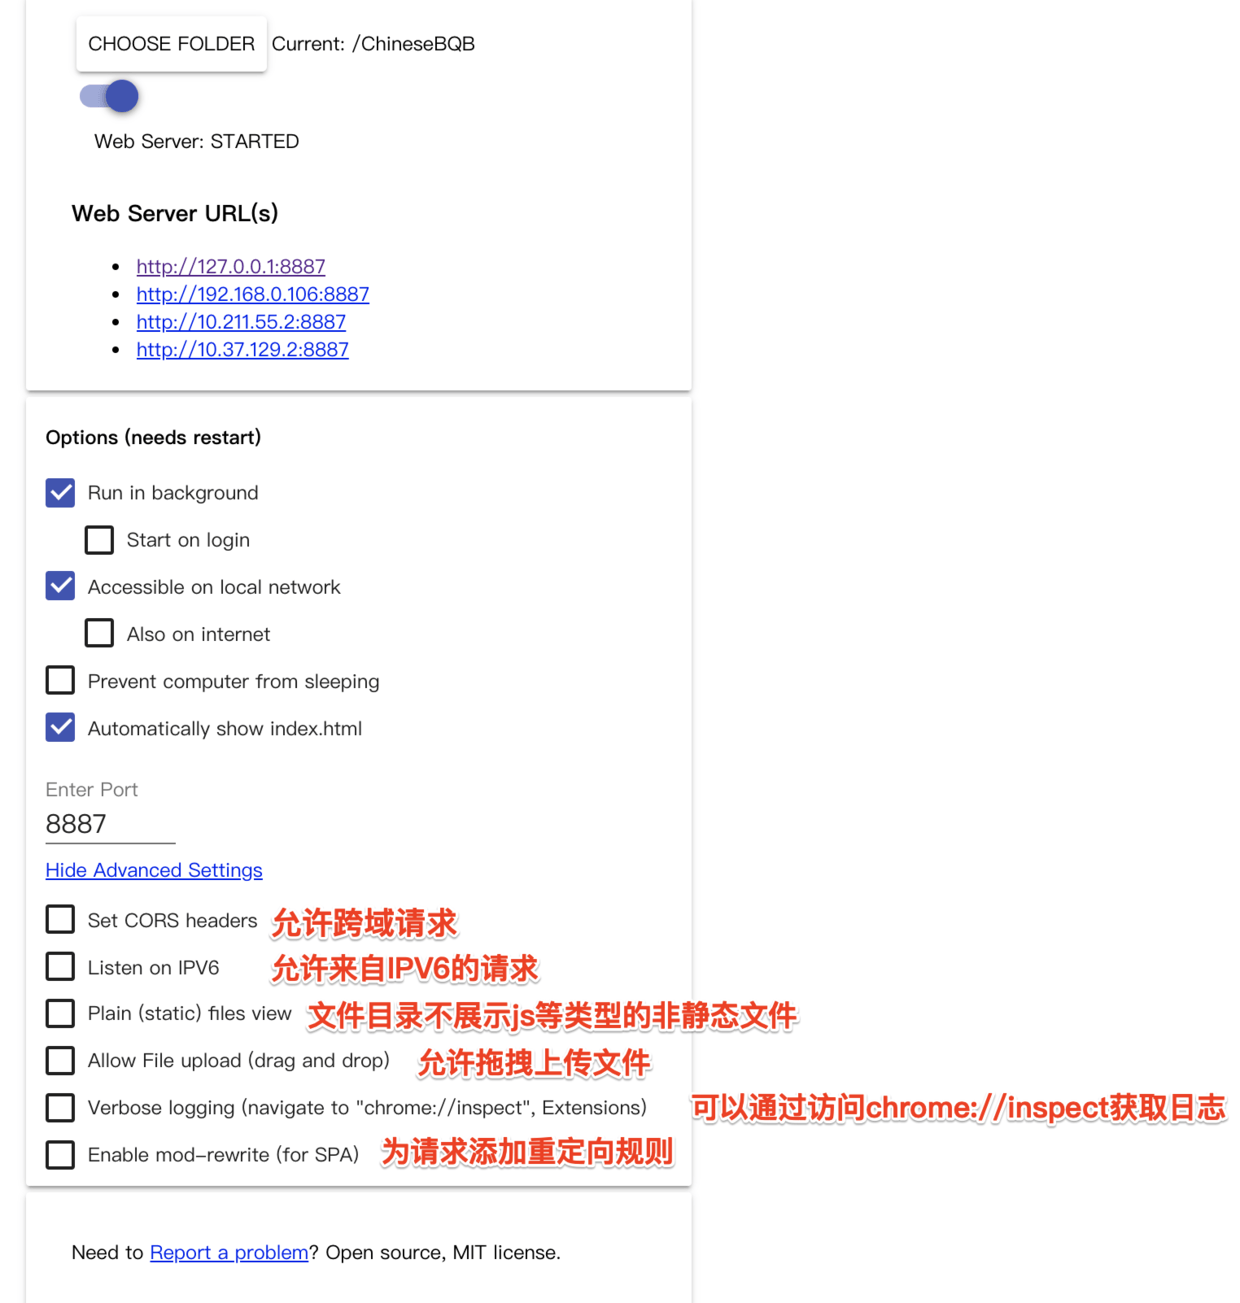 CHOOSE FOLDER Current: /ChineseBQB
Web Server: STARTED
Web Server URL(s)
http://127.0.0.1:8887
http://192.168.0.106:8887
http://10.211.55.2:8887
http://10.37.129.2:8887
Options (needs restart)
Run in background
Start on login
Accessible on local network
Also on internet
Prevent computer from sleeping
Automatically show index.html
Enter Port
8887
Hide Advanced Settings
Set CORS headers 允许跨域请求
Listen on IPV6 允许来自IPV6的请求
Plain (static) files view 文件目录不展示js等类型的非静态文件
Allow File upload (drag and drop) 允许拖拽上传文件
Verbose logging (navigate to "chrome://inspect", Extensions) 可以通过访问chrome://inspect获取日志
Enable mod-rewrite (for SPA) 为请求添加重定向规则
Need to Report a problem? Open source, MIT license.